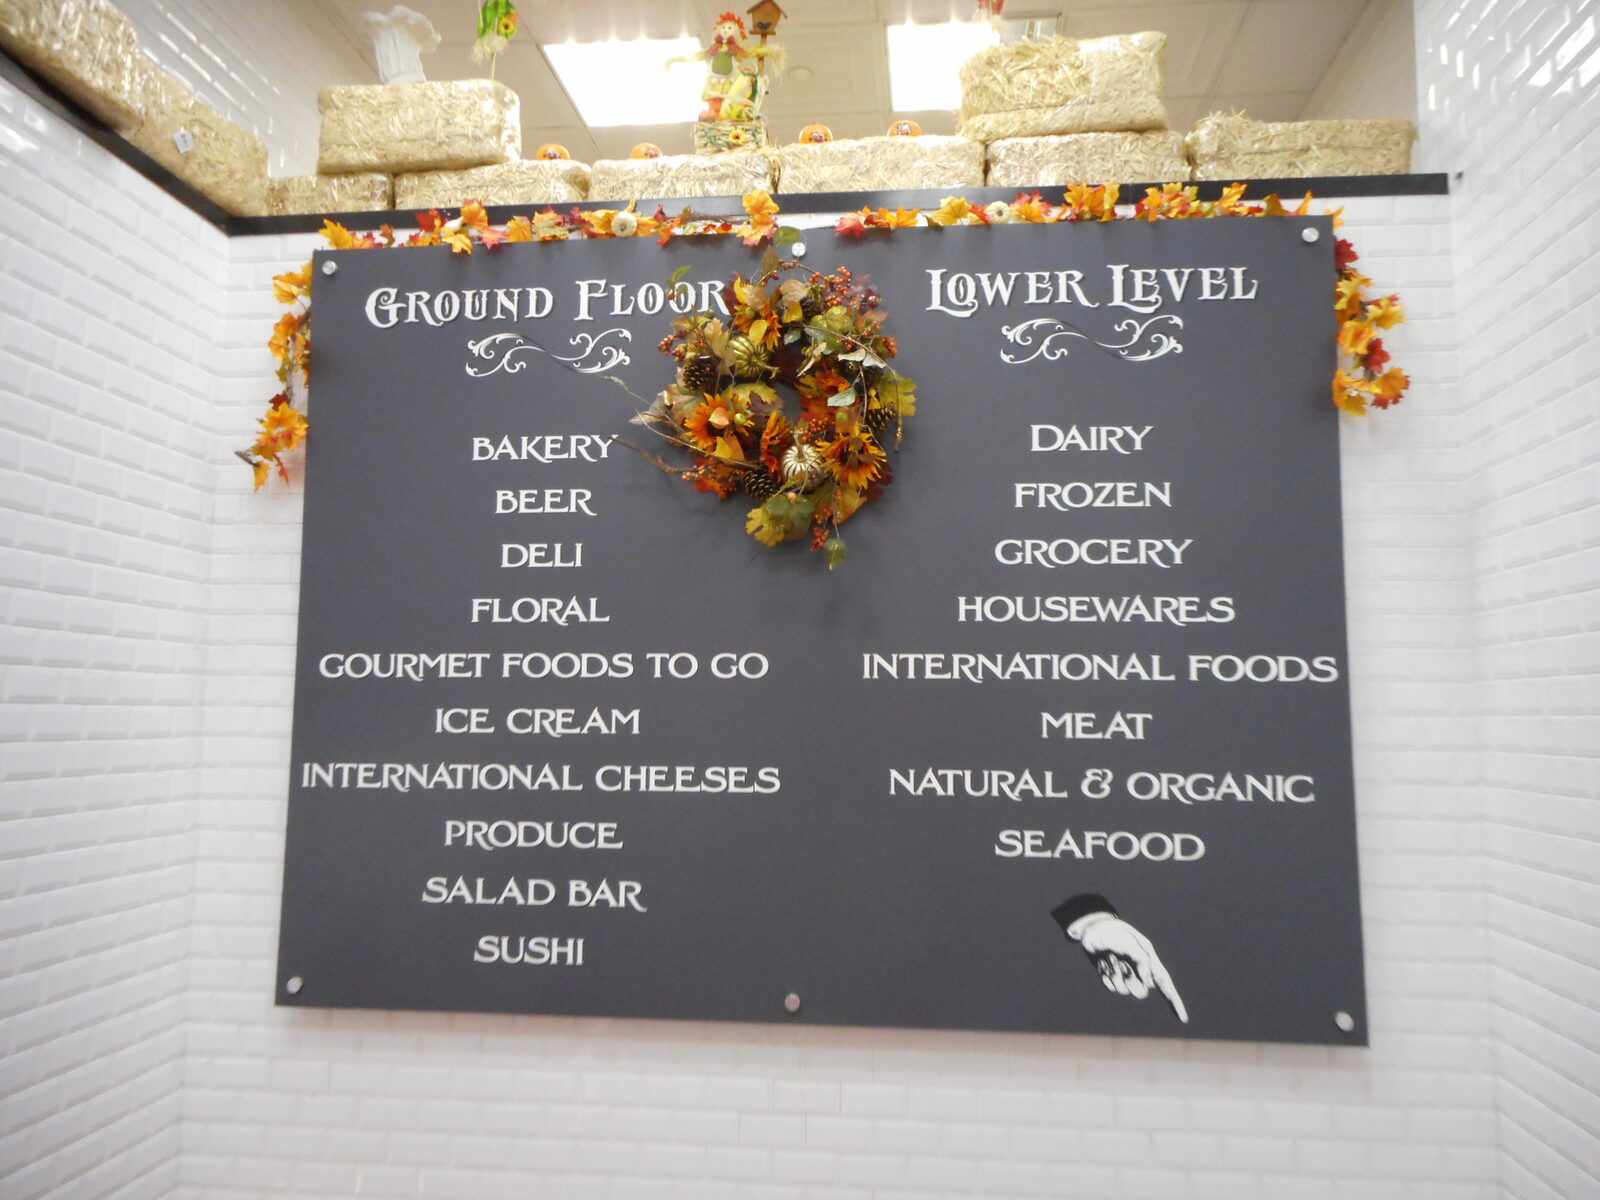 GROUND FLOOR
BAKERY
BEER
DELI
FLORAL
GOURMET FOODS TO GO
ICE CREAM
INTERNATIONAL CHEESES
PRODUCE
SALAD BAR
SUSHI
LOWER LEVEL
DAIRY
FROZEN
GROCERY
HOUSEWARES
INTERNATIONAL FOODS
MEAT
NATURAL & ORGANIC
SEAFOOD